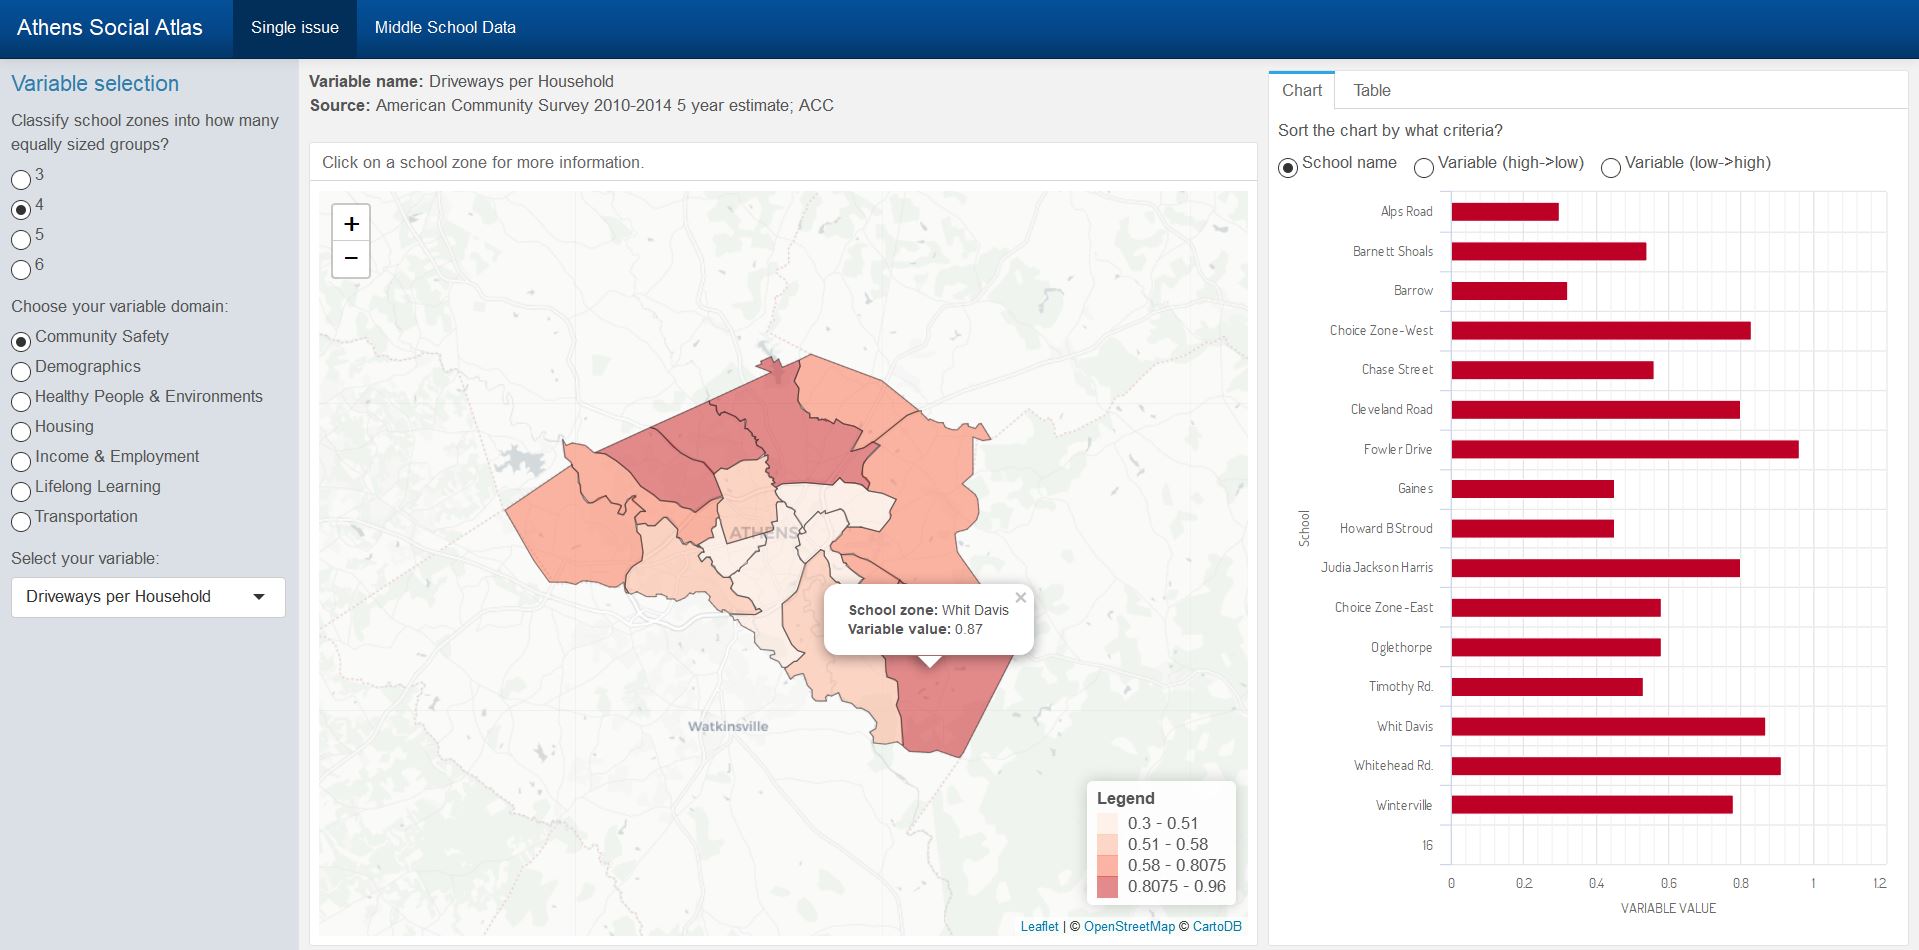 Athens Social Atlas
Single issue
Middle School Data
Variable selection
Classify school zones into how many
equally sized groups?
3
4
5
6
Choose your variable domain:
Community Safety
Demographics
Healthy People & Environments
Housing
Income & Employment
Lifelong Learning
Transportation
Select your variable:
Driveways per Household
Variable name: Driveways per Household
Source: American Community Survey 2010-2014 5 year estimate; ACC
Click on a school zone for more information.
+
−
ATHENS
School zone: Whit Davis
Variable value: 0.87
×
Watkinsville
Legend
0.3 - 0.51
0.51 - 0.58
0.58 - 0.8075
0.8075 - 0.96
Leaflet | © OpenStreetMap © CartoDB
Chart
Table
Sort the chart by what criteria?
School name
Variable (high->low)
Variable (low->high)
School
Alps Road
Barnett Shoals
Barrow
Choice Zone-West
Chase Street
Cleveland Road
Fowler Drive
Gaines
Howard B Stroud
Judia Jackson Harris
Choice Zone-East
Oglethorpe
Timothy Rd.
Whit Davis
Whitehead Rd.
Winterville
16
0 0.2 0.4 0.6 0.8 1 1.2
VARIABLE VALUE